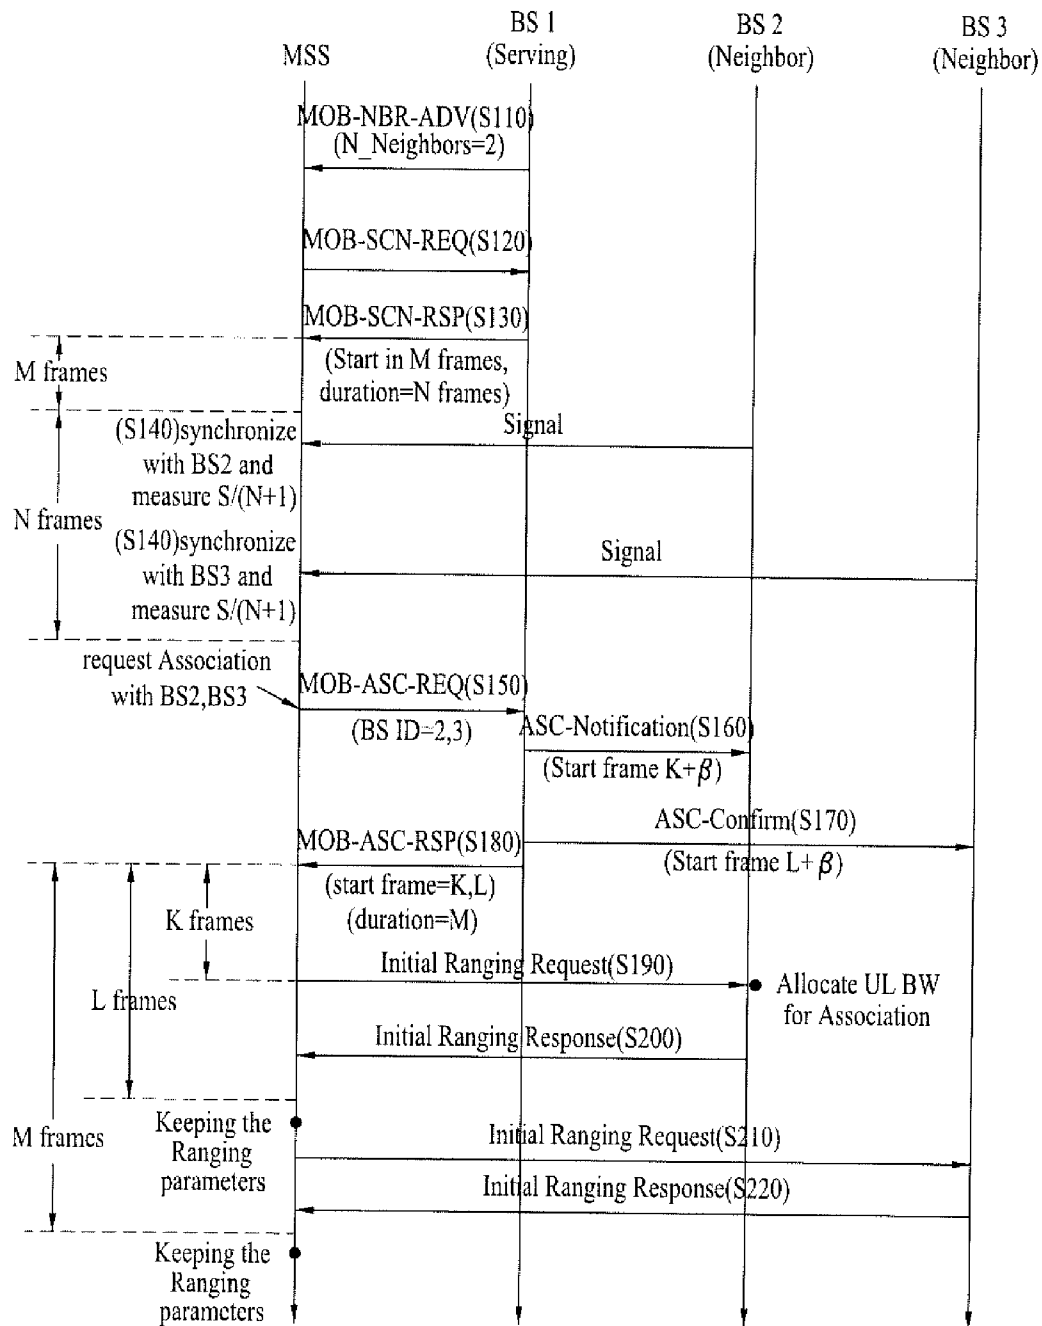 MSS
BS 1
(Serving)
BS 2
(Neighbor)
BS 3
(Neighbor)
MOB-NBR-ADV(S110)
(N_Neighbors=2)
MOB-SCN-REQ(S120)
MOB-SCN-RSP(S130)
(Start in M frames,
duration=N frames)
M frames
N frames
(S140)synchronize
with BS2 and
measure S/(N+1)
Signal
(S140)synchronize
with BS3 and
measure S/(N+1)
Signal
request Association
with BS2,BS3
MOB-ASC-REQ(S150)
(BS ID=2,3)
ASC-Notification(S160)
(Start frame K+β)
ASC-Confirm(S170)
(Start frame L+β)
MOB-ASC-RSP(S180)
(start frame=K,L)
(duration=M)
K frames
L frames
M frames
Initial Ranging Request(S190)
Allocate UL BW
for Association
Initial Ranging Response(S200)
Keeping the
Ranging
parameters
Initial Ranging Request(S210)
Initial Ranging Response(S220)
Keeping the
Ranging
parameters